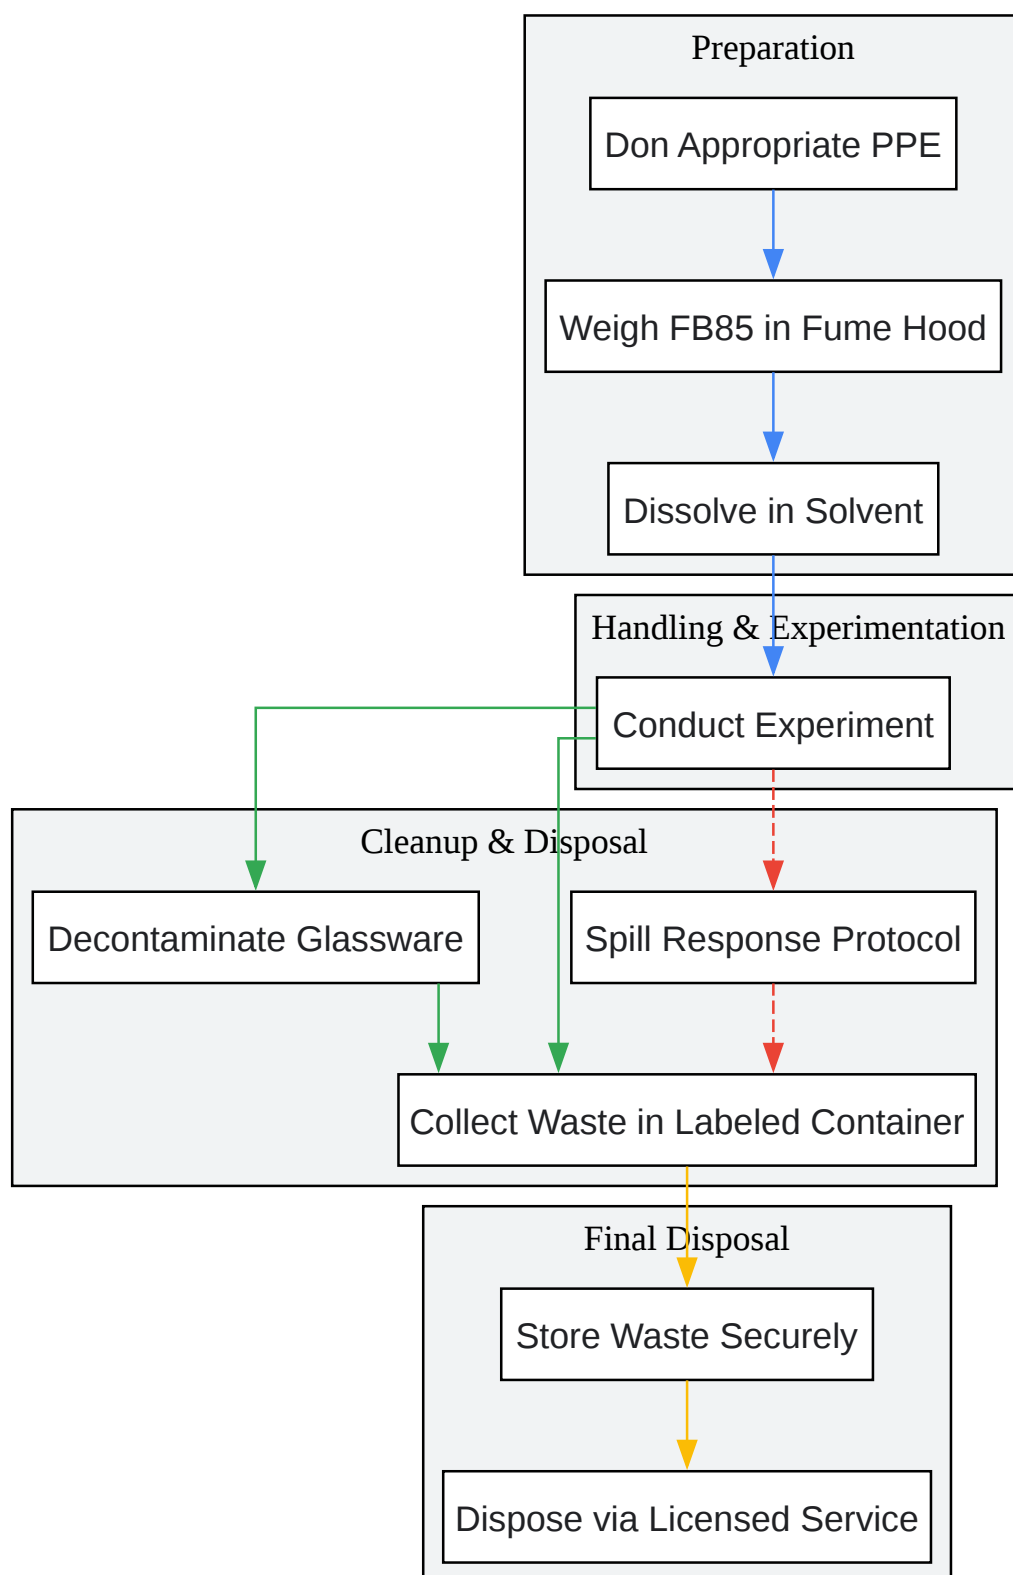 Preparation
Don Appropriate PPE
Weigh FB85 in Fume Hood
Dissolve in Solvent
Handling & Experimentation
Conduct Experiment
Cleanup & Disposal
Decontaminate Glassware
Spill Response Protocol
Collect Waste in Labeled Container
Final Disposal
Store Waste Securely
Dispose via Licensed Service